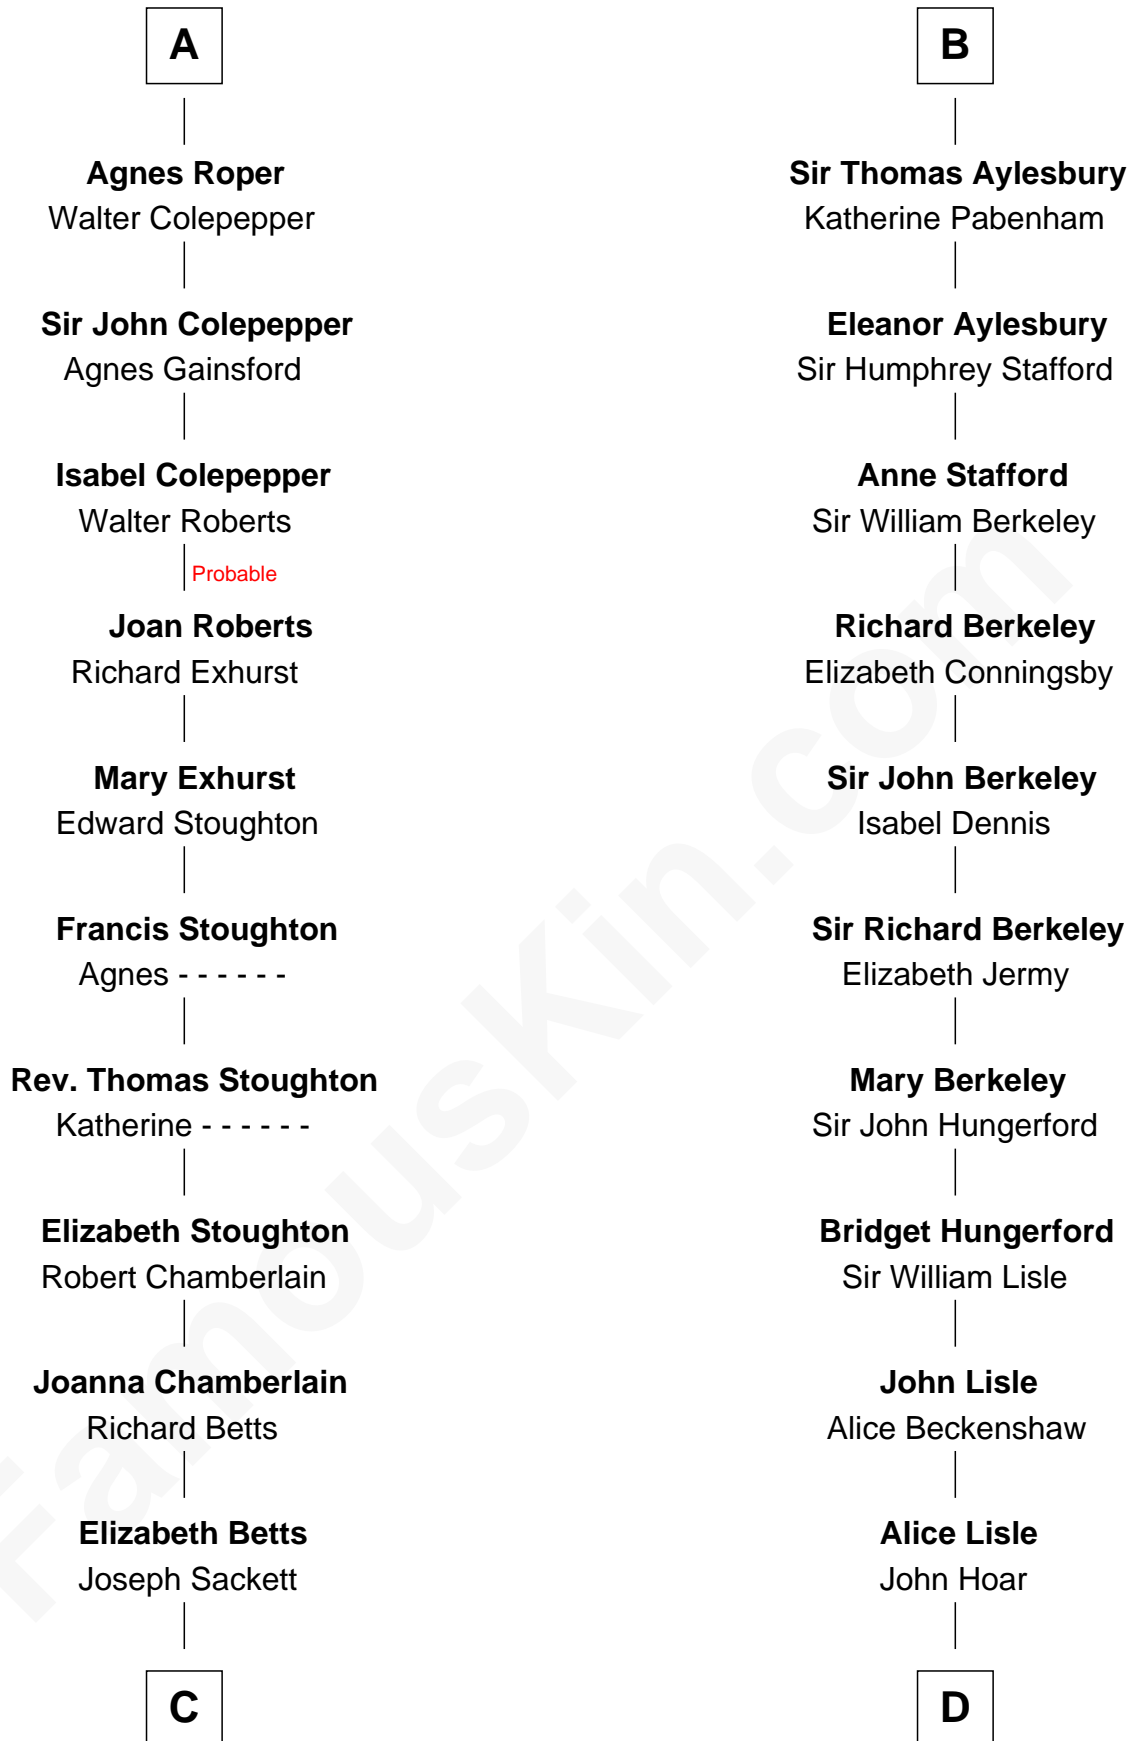 A
Agnes Roper
Walter Colepepper
Sir John Colepepper
Agnes Gainsford
Isabel Colepepper
Walter Roberts
Probable
Joan Roberts
Richard Exhurst
Mary Exhurst
Edward Stoughton
Francis Stoughton
Agnes - - - - - -
Rev. Thomas Stoughton
Katherine - - - - - -
Elizabeth Stoughton
Robert Chamberlain
Joanna Chamberlain
Richard Betts
Elizabeth Betts
Joseph Sackett
C
B
Sir Thomas Aylesbury
Katherine Pabenham
Eleanor Aylesbury
Sir Humphrey Stafford
Anne Stafford
Sir William Berkeley
Richard Berkeley
Elizabeth Conningsby
Sir John Berkeley
Isabel Dennis
Sir Richard Berkeley
Elizabeth Jermy
Mary Berkeley
Sir John Hungerford
Bridget Hungerford
Sir William Lisle
John Lisle
Alice Beckenshaw
Alice Lisle
John Hoar
D
FamousKin.com